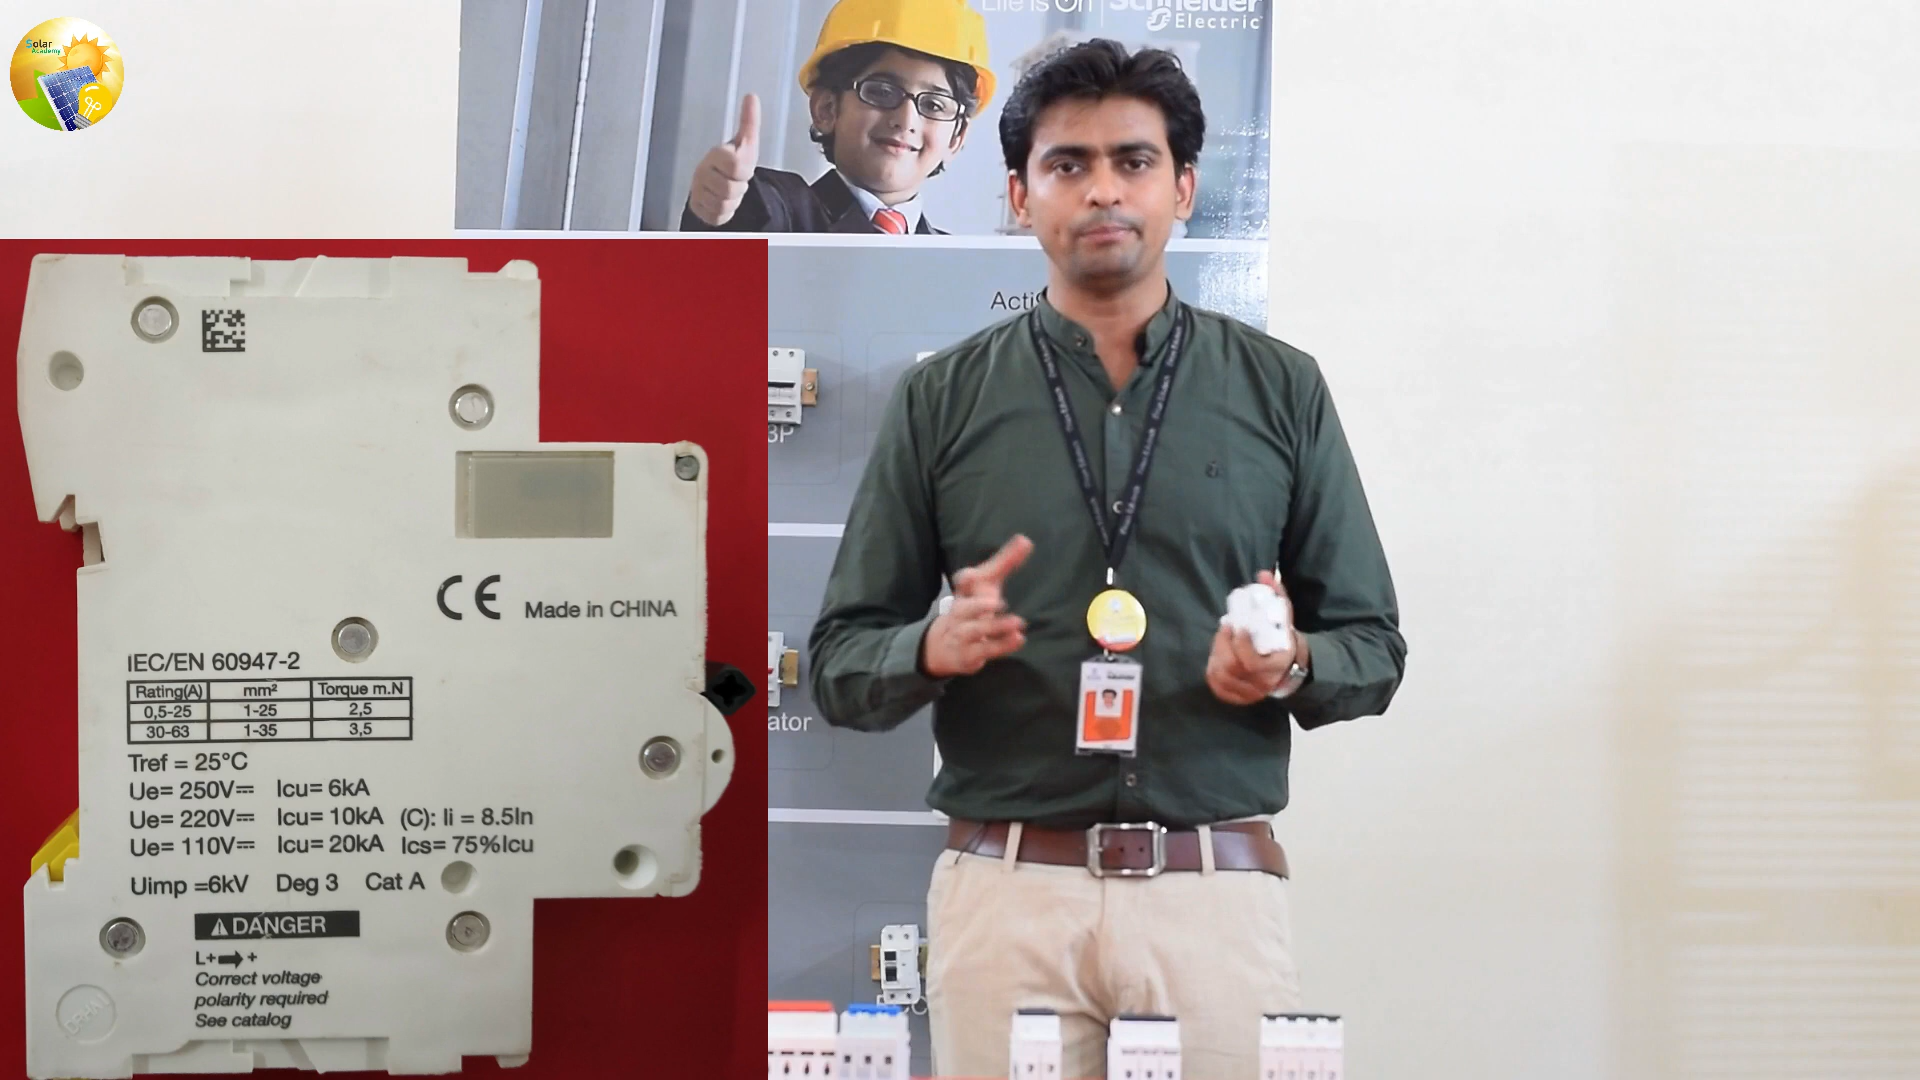 Solar
Academy
Life Is On
Schneider
Electric
Acti9
3P
ator
CE
Made in CHINA
IEC/EN 60947-2
Rating(A) mm² Torque m.N
0,5-25 1-25 2,5
30-63 1-35 3,5
Tref = 25°C
Ue= 250V⎓ Icu= 6kA
Ue= 220V⎓ Icu= 10kA (C): Ii = 8.5In
Ue= 110V⎓ Icu= 20kA Ics= 75%Icu
Uimp =6kV Deg 3 Cat A
⚠ DANGER
L+ ➡ +
Correct voltage
polarity required
See catalog